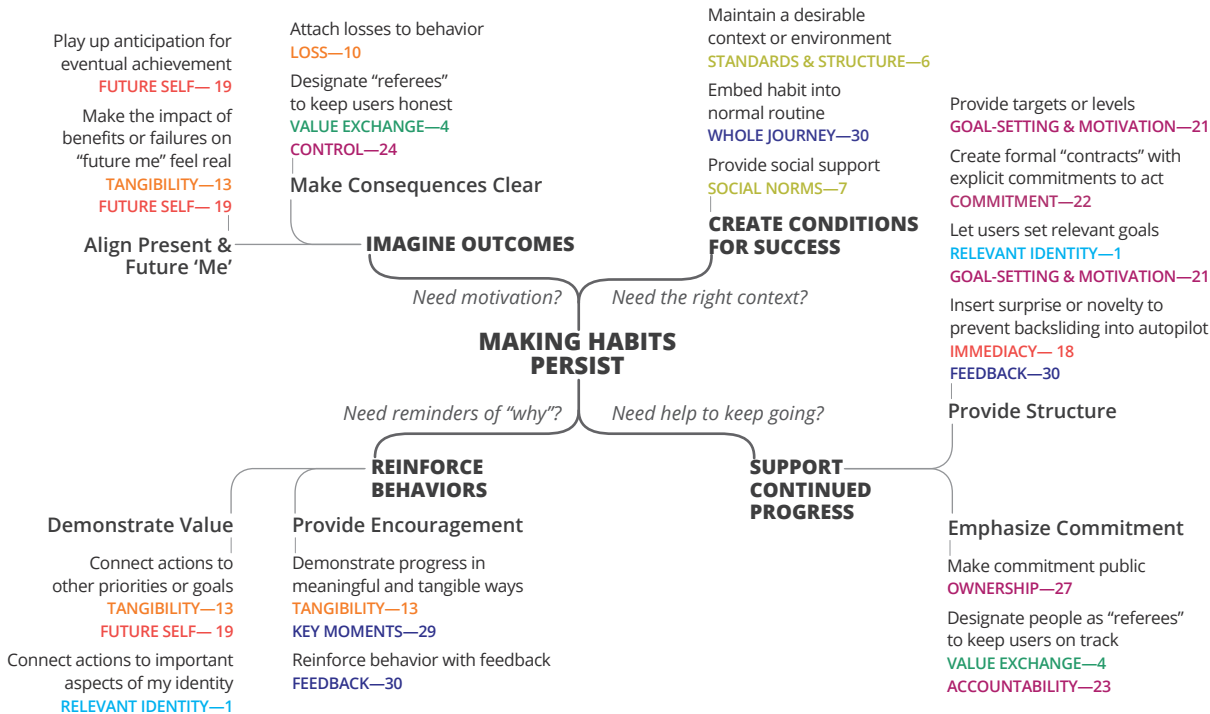 Play up anticipation for
eventual achievement
FUTURE SELF— 19
Make the impact of
benefits or failures on
“future me” feel real
TANGIBILITY—13
FUTURE SELF— 19
Align Present &
Future ‘Me’
Attach losses to behavior
LOSS—10
Designate “referees”
to keep users honest
VALUE EXCHANGE—4
CONTROL—24
Make Consequences Clear
IMAGINE OUTCOMES
Need motivation?
Maintain a desirable
context or environment
STANDARDS & STRUCTURE—6
Embed habit into
normal routine
WHOLE JOURNEY—30
Provide social support
SOCIAL NORMS—7
CREATE CONDITIONS
FOR SUCCESS
Need the right context?
MAKING HABITS
PERSIST
Provide targets or levels
GOAL-SETTING & MOTIVATION—21
Create formal “contracts” with
explicit commitments to act
COMMITMENT—22
Let users set relevant goals
RELEVANT IDENTITY—1
GOAL-SETTING & MOTIVATION—21
Insert surprise or novelty to
prevent backsliding into autopilot
IMMEDIACY— 18
FEEDBACK—30
Provide Structure
Need reminders of “why”?
Need help to keep going?
REINFORCE
BEHAVIORS
SUPPORT
CONTINUED
PROGRESS
Demonstrate Value
Connect actions to
other priorities or goals
TANGIBILITY—13
FUTURE SELF— 19
Connect actions to important
aspects of my identity
RELEVANT IDENTITY—1
Provide Encouragement
Demonstrate progress in
meaningful and tangible ways
TANGIBILITY—13
KEY MOMENTS—29
Reinforce behavior with feedback
FEEDBACK—30
Emphasize Commitment
Make commitment public
OWNERSHIP—27
Designate people as “referees”
to keep users on track
VALUE EXCHANGE—4
ACCOUNTABILITY—23